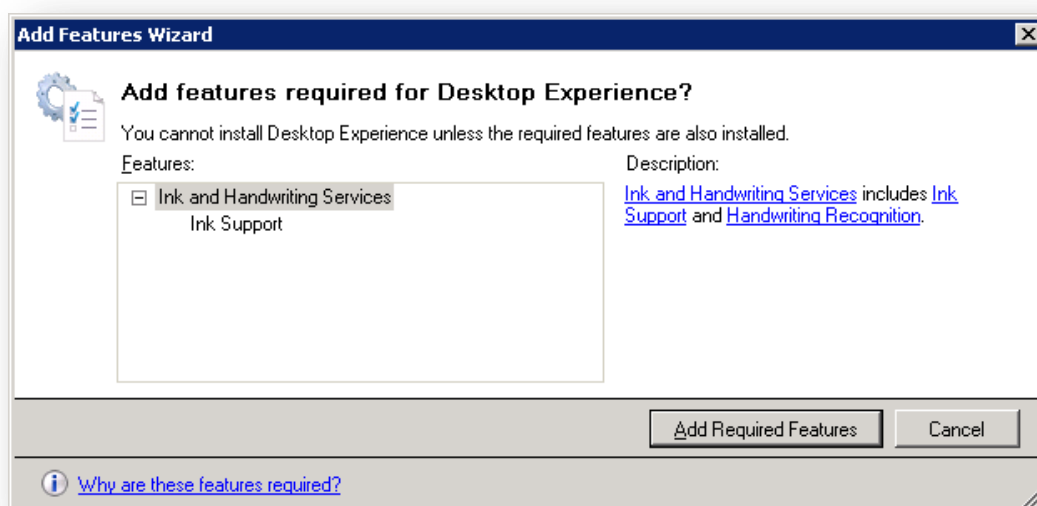 Add Features Wizard
Add features required for Desktop Experience?
You cannot install Desktop Experience unless the required features are also installed.
Features:
Description:
Ink and Handwriting Services
Ink Support
Ink and Handwriting Services includes Ink
Support and Handwriting Recognition.
Add Required Features
Cancel
Why are these features required?